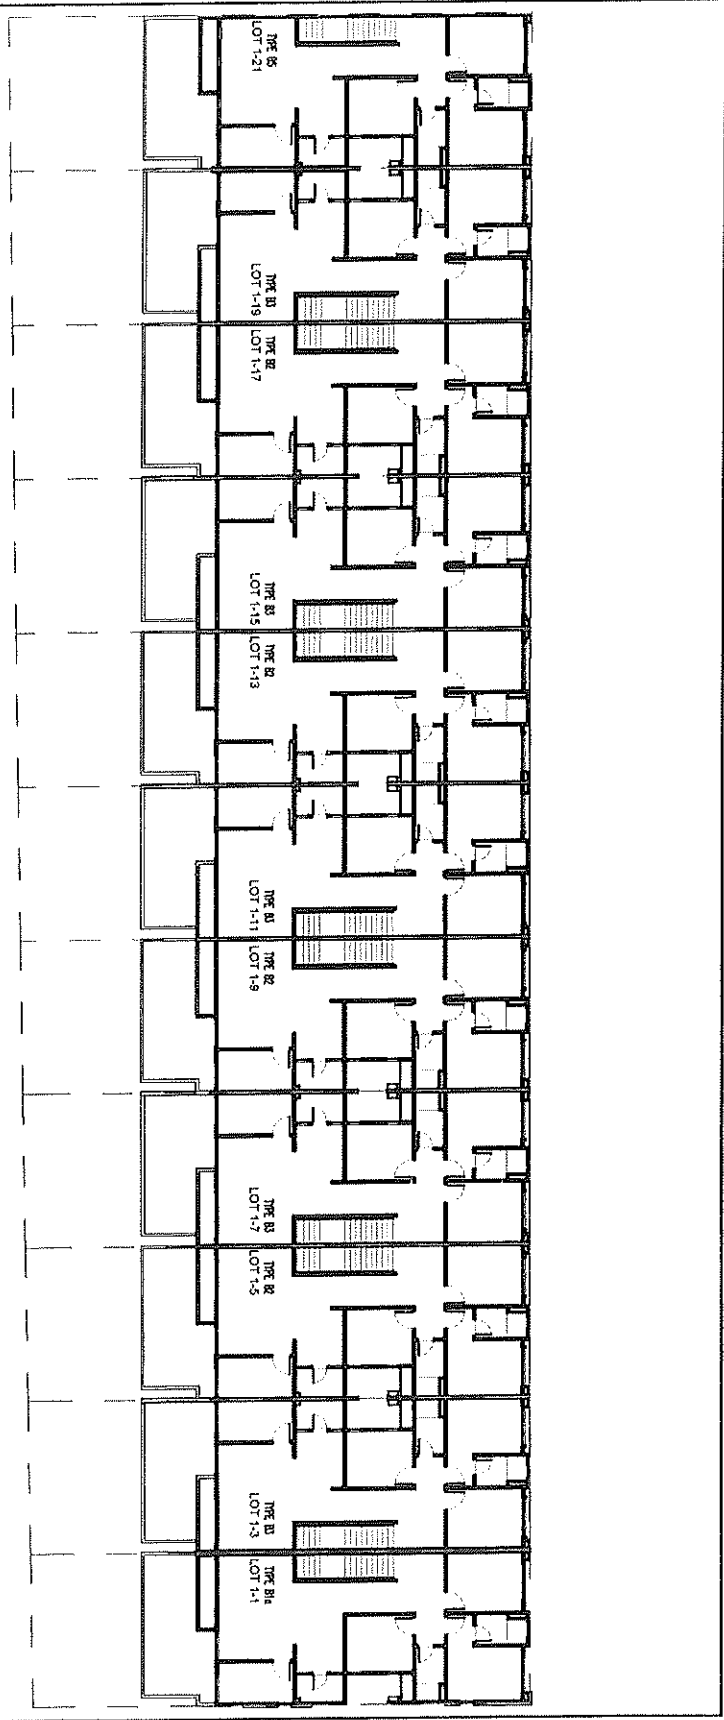 TYPE B5
LOT 1-21
TYPE B3
LOT 1-19
TYPE B2
LOT 1-17
TYPE B3
LOT 1-15
TYPE B2
LOT 1-13
TYPE B3
LOT 1-11
TYPE B2
LOT 1-9
TYPE B3
LOT 1-7
TYPE B2
LOT 1-5
TYPE B3
LOT 1-3
TYPE B1a
LOT 1-1